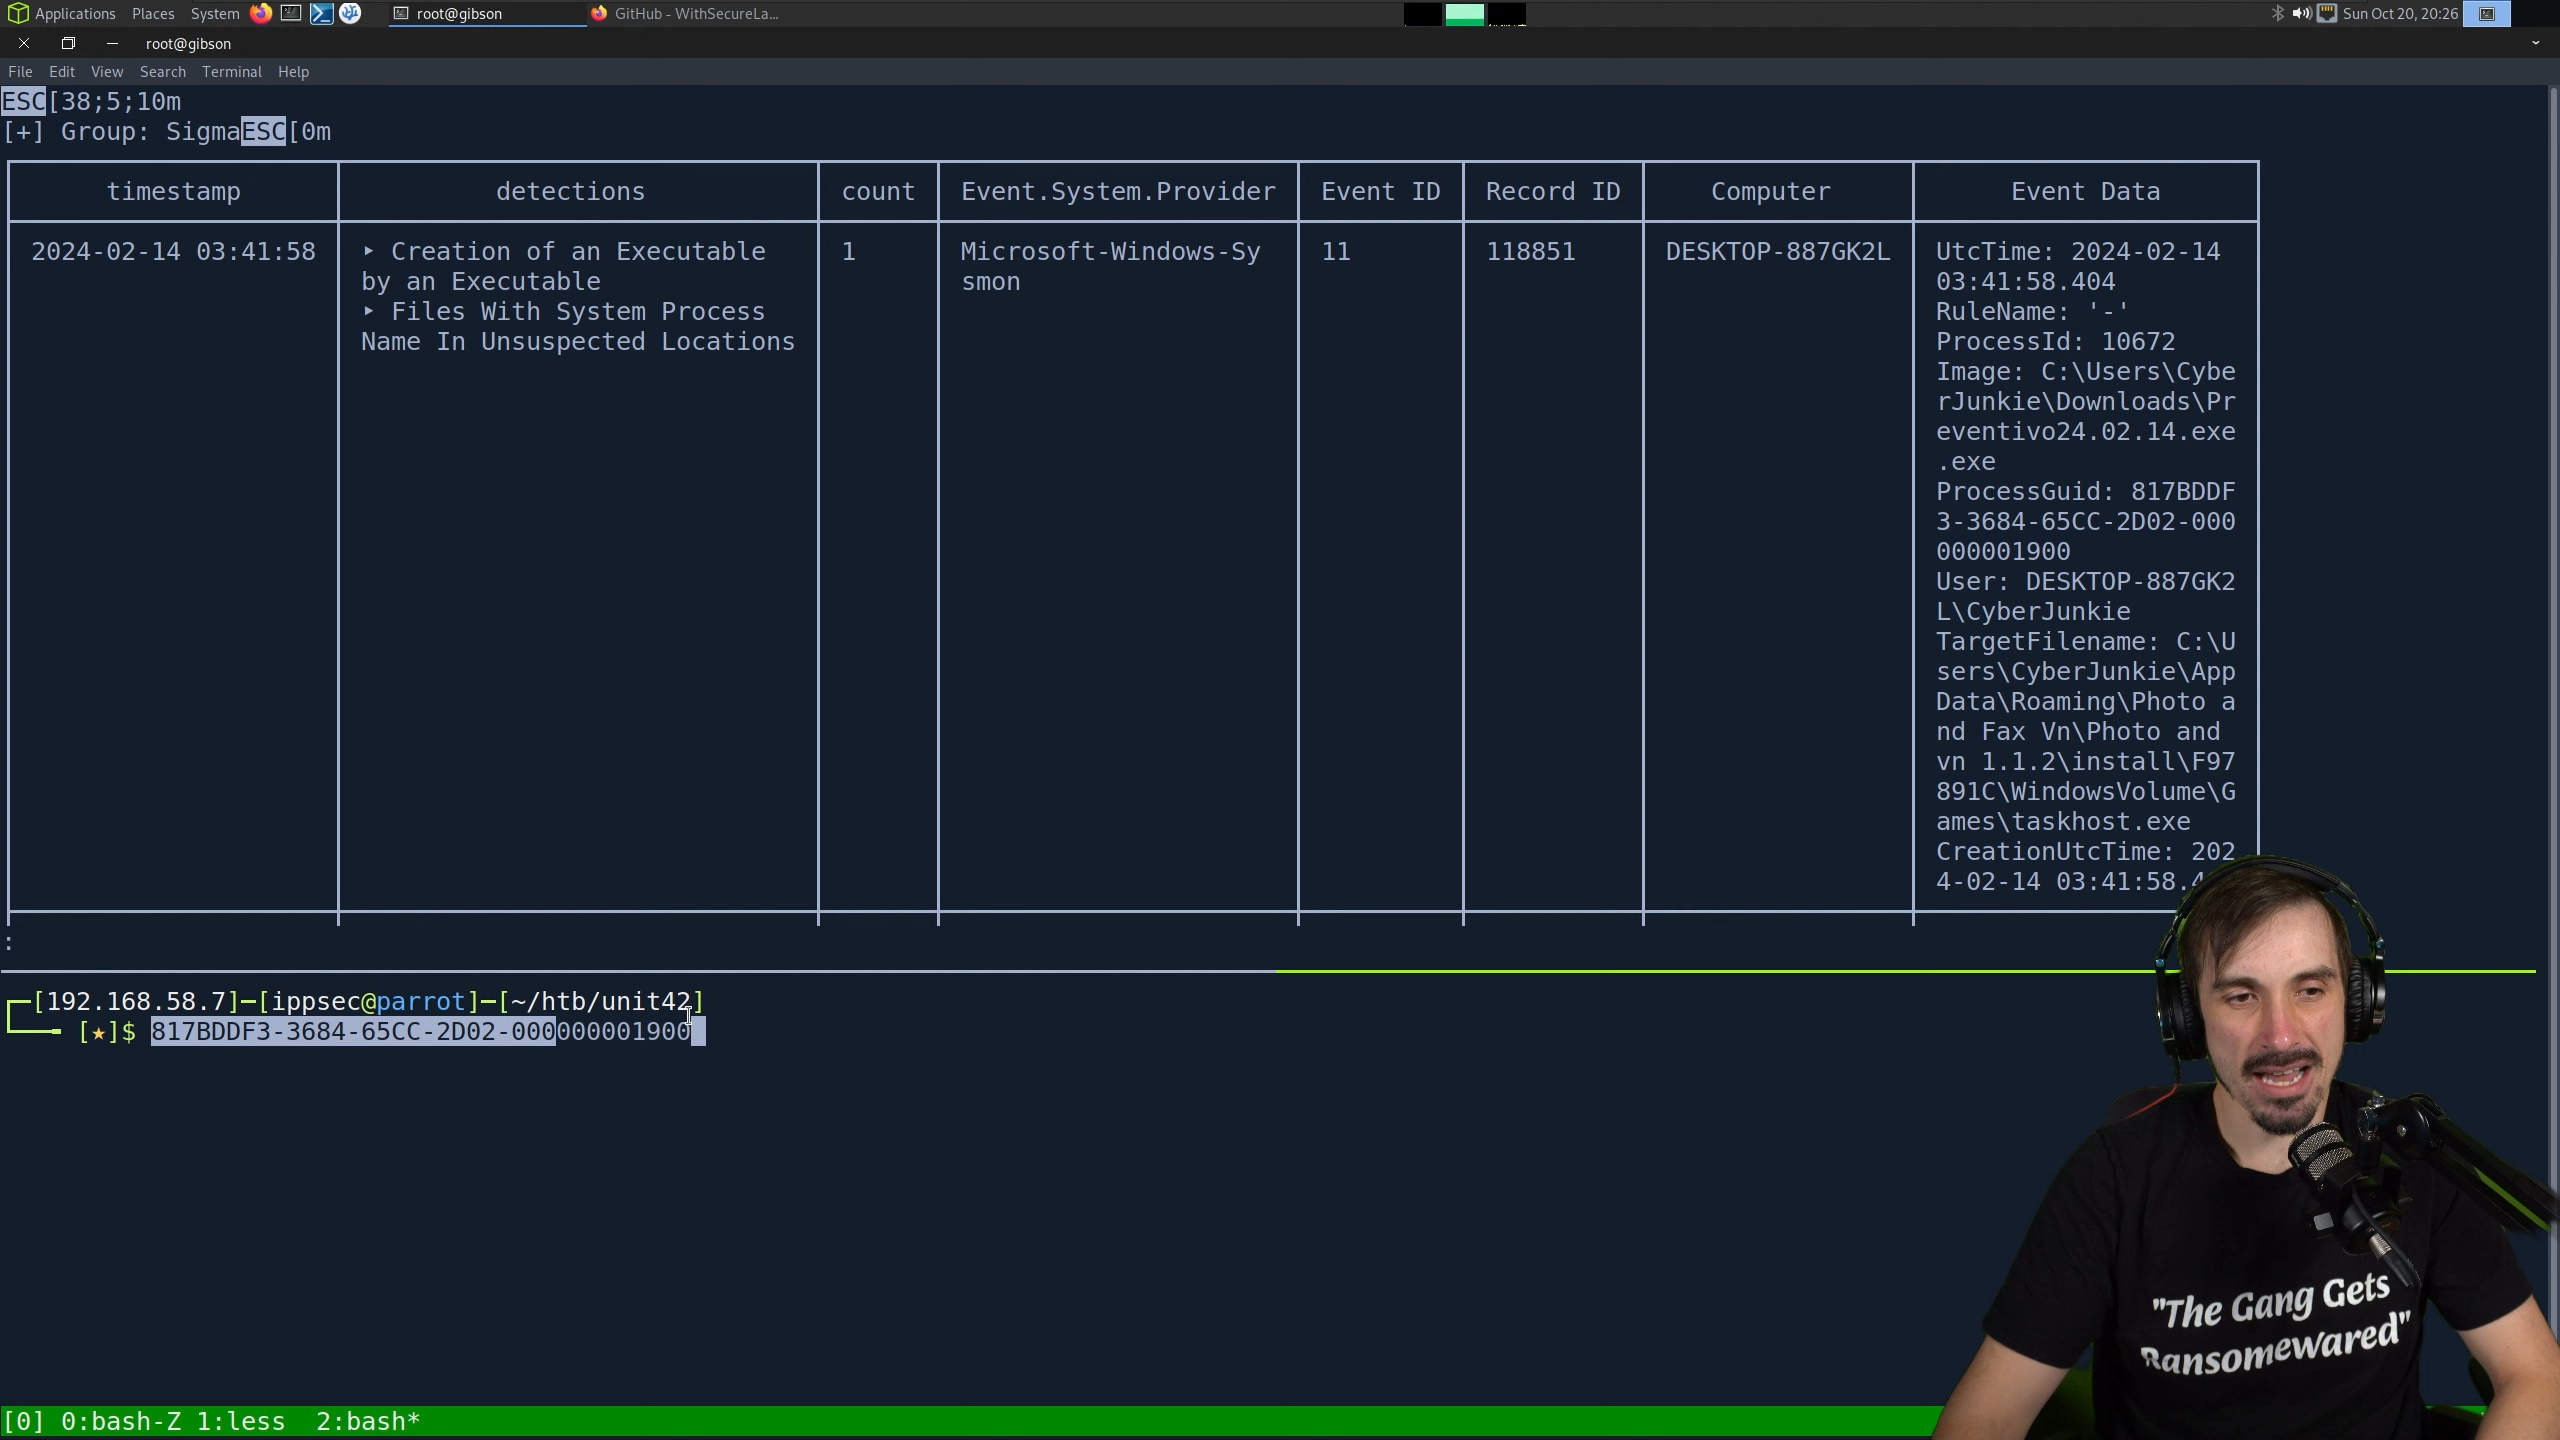 Applications Places System root@gibson GitHub - WithSecureLa... Sun Oct 20, 20:26
root@gibson
File Edit View Search Terminal Help
ESC[38;5;10m
[+] Group: SigmaESC[0m
timestamp detections count Event.System.Provider Event ID Record ID Computer Event Data
2024-02-14 03:41:58 ‣ Creation of an Executable 1 Microsoft-Windows-Sy 11 118851 DESKTOP-887GK2L UtcTime: 2024-02-14
by an Executable smon 03:41:58.404
‣ Files With System Process RuleName: '-'
Name In Unsuspected Locations ProcessId: 10672
Image: C:\Users\Cybe
rJunkie\Downloads\Pr
eventivo24.02.14.exe
.exe
ProcessGuid: 817BDDF
3-3684-65CC-2D02-000
000001900
User: DESKTOP-887GK2
L\CyberJunkie
TargetFilename: C:\U
sers\CyberJunkie\App
Data\Roaming\Photo a
nd Fax Vn\Photo and
vn 1.1.2\install\F97
891C\WindowsVolume\G
ames\taskhost.exe
CreationUtcTime: 202
4-02-14 03:41:58.4
:
[192.168.58.7]-[ippsec@parrot]-[~/htb/unit42]
[★]$ 817BDDF3-3684-65CC-2D02-000000001900
"The Gang Gets
Ransomewared"
[0] 0:bash-Z 1:less 2:bash*